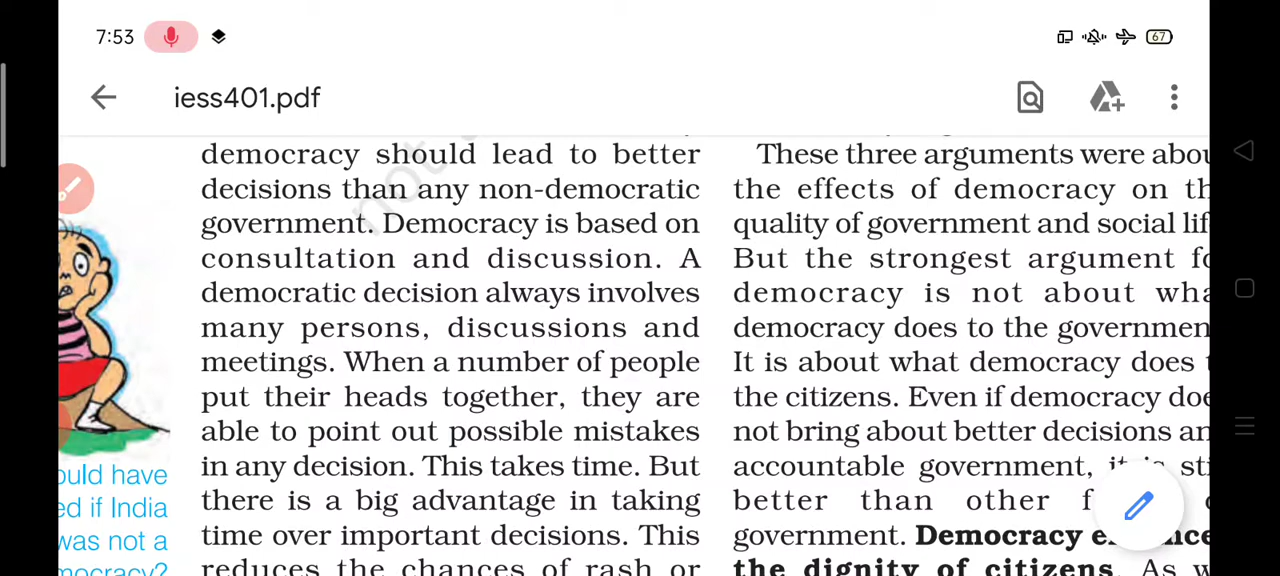 7:53
67
iess401.pdf
not
democracy should lead to better
decisions than any non-democratic
government. Democracy is based on
consultation and discussion. A
democratic decision always involves
many persons, discussions and
meetings. When a number of people
put their heads together, they are
able to point out possible mistakes
in any decision. This takes time. But
there is a big advantage in taking
time over important decisions. This
reduces the chances of rash or
These three arguments were abou
the effects of democracy on th
quality of government and social lif
But the strongest argument fo
democracy is not about wha
democracy does to the governmen
It is about what democracy does
the citizens. Even if democracy doe
not bring about better decisions an
accountable government, sti
better than other
government. Democracy
the dignity of citizens. As w
ould have
ed if India
was not a
mocracy?